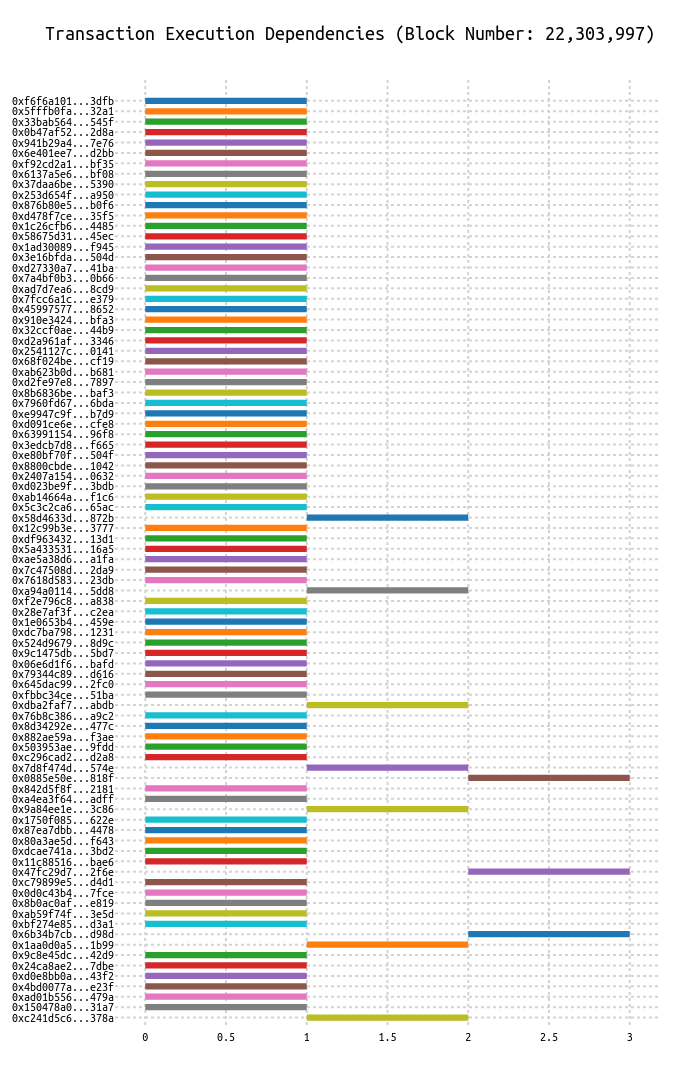 Transaction Execution Dependencies (Block Number: 22,303,997)
0xf6f6a101...3dfb
0x5fffb0fa...32a1
0x33bab564...545f
0x0b47af52...2d8a
0x941b29a4...7e76
0x6e401ee7...d2bb
0xf92cd2a1...bf35
0x6137a5e6...bf08
0x37daa6be...5390
0x253d654f...a950
0x876b80e5...b0f6
0xd478f7ce...35f5
0x1c26cfb6...4485
0x58675d31...45ec
0x1ad30089...f945
0x3e16bfda...504d
0xd27330a7...41ba
0x7a4bf0b3...0b66
0xad7d7ea6...8cd9
0x7fcc6a1c...e379
0x45997577...8652
0x910e3424...bfa3
0x32ccf0ae...44b9
0xd2a961af...3346
0x2541127c...0141
0x68f024be...cf19
0xab623b0d...b681
0xd2fe97e8...7897
0x8b6836be...baf3
0x7960fd67...6bda
0xe9947c9f...b7d9
0xd091ce6e...cfe8
0x63991154...96f8
0x3edcb7d8...f665
0xe80bf70f...504f
0x8800cbde...1042
0x2407a154...0632
0xd023be9f...3bdb
0xab14664a...f1c6
0x5c3c2ca6...65ac
0x58d4633d...872b
0x12c99b3e...3777
0xdf963432...13d1
0x5a433531...16a5
0xae5a38d6...a1fa
0x7c47508d...2da9
0x7618d583...23db
0xa94a0114...5dd8
0xf2e796c8...a838
0x28e7af3f...c2ea
0x1e0653b4...459e
0xdc7ba798...1231
0x524d9679...8d9c
0x9c1475db...5bd7
0x06e6d1f6...bafd
0x79344c89...d616
0x645dac99...2fc0
0xfbbc34ce...51ba
0xdba2faf7...abdb
0x76b8c386...a9c2
0x8d34292e...477c
0x882ae59a...f3ae
0x503953ae...9fdd
0xc296cad2...d2a8
0x7d8f474d...574e
0x0885e50e...818f
0x842d5f8f...2181
0xa4ea3f64...adff
0x9a84ee1e...3c86
0x1750f085...622e
0x87ea7dbb...4478
0x80a3ae5d...f643
0xdcae741a...3bd2
0x11c88516...bae6
0x47fc29d7...2f6e
0xc79899e5...d4d1
0x0d0c43b4...7fce
0x8b0ac0af...e819
0xab59f74f...3e5d
0xbf274e85...d3a1
0x6b34b7cb...d98d
0x1aa0d0a5...1b99
0x9c8e45dc...42d9
0x24ca8ae2...7dbe
0xd0e8bb0a...43f2
0x4bd0077a...e23f
0xad01b556...479a
0x150478a0...31a7
0xc241d5c6...378a
0 0.5 1 1.5 2 2.5 3